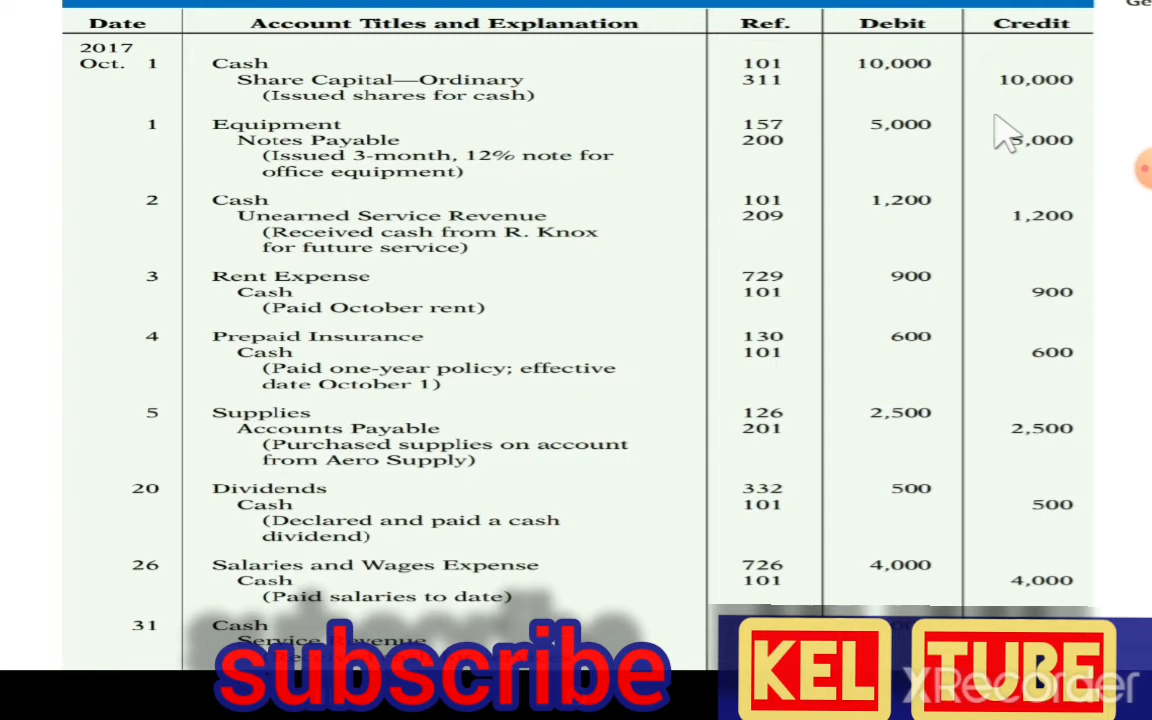 Ge
Date Account Titles and Explanation Ref. Debit Credit
2017
Oct. 1 Cash 101 10,000
Share Capital—Ordinary 311 10,000
(Issued shares for cash)
1 Equipment 157 5,000
Notes Payable 200 5,000
(Issued 3-month, 12% note for
office equipment)
2 Cash 101 1,200
Unearned Service Revenue 209 1,200
(Received cash from R. Knox
for future service)
3 Rent Expense 729 900
Cash 101 900
(Paid October rent)
4 Prepaid Insurance 130 600
Cash 101 600
(Paid one-year policy; effective
date October 1)
5 Supplies 126 2,500
Accounts Payable 201 2,500
(Purchased supplies on account
from Aero Supply)
20 Dividends 332 500
Cash 101 500
(Declared and paid a cash
dividend)
26 Salaries and Wages Expense 726 4,000
Cash 101 4,000
(Paid salaries to date)
31 Cash
Service Revenue
subscribe
KEL TUBE
XRecorder